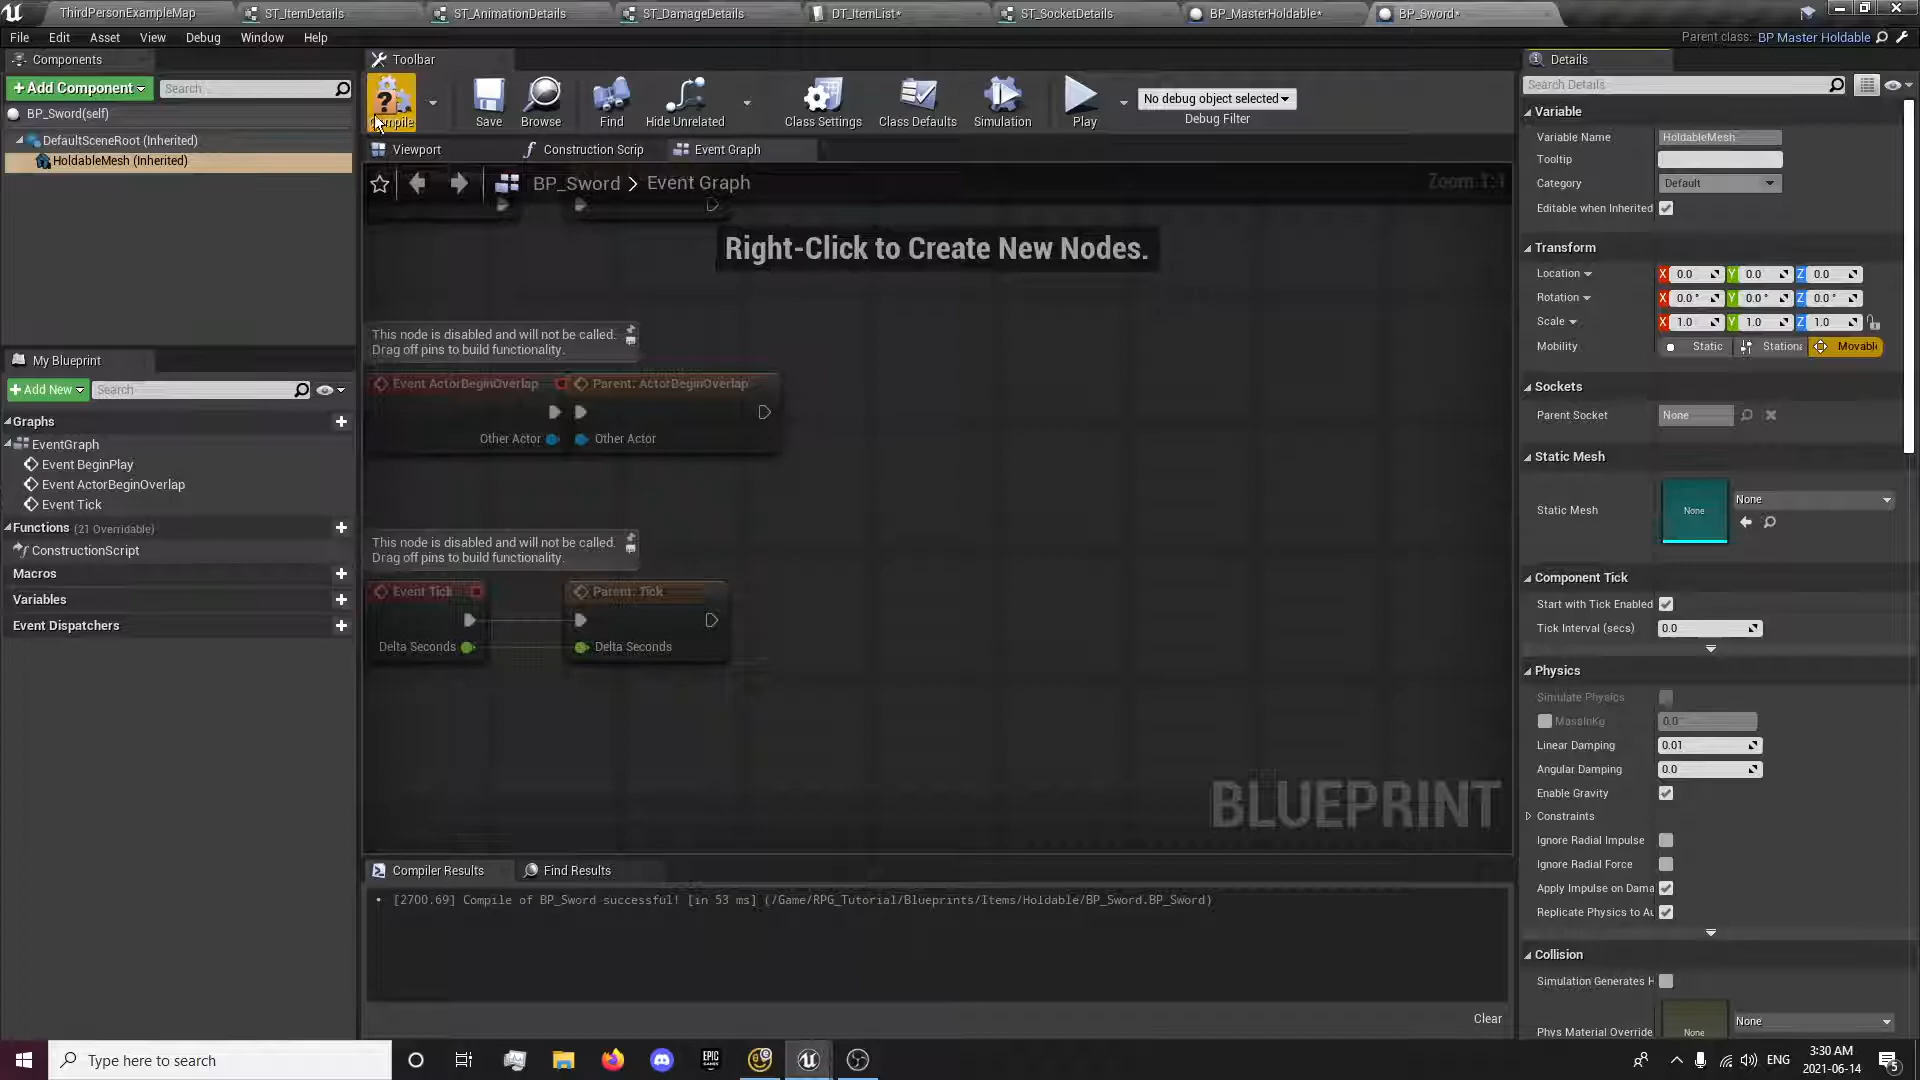 ThirdPersonExampleMap
ST_ItemDetails
ST_AnimationDetails
ST_DamageDetails
DT_ItemList*
ST_SocketDetails
BP_MasterHoldable*
BP_Sword*
File Edit Asset View Debug Window Help
Parent class: BP Master Holdable
Components
Toolbar
Details
+Add Component
Search
Search Details
BP_Sword(self)
DefaultSceneRoot (Inherited)
HoldableMesh (Inherited)
Compile
Save
Browse
Find
Hide Unrelated
Class Settings
Class Defaults
Simulation
Play
No debug object selected
Debug Filter
Viewport
Construction Scrip
Event Graph
BP_Sword > Event Graph
Zoom 1:1
Right-Click to Create New Nodes.
This node is disabled and will not be called.
Drag off pins to build functionality.
Event ActorBeginOverlap
Parent: ActorBeginOverlap
Other Actor
Other Actor
This node is disabled and will not be called.
Drag off pins to build functionality.
Event Tick
Parent: Tick
Delta Seconds
Delta Seconds
BLUEPRINT
My Blueprint
+Add New
Search
Graphs
EventGraph
Event BeginPlay
Event ActorBeginOverlap
Event Tick
Functions (21 Overridable)
ConstructionScript
Macros
Variables
Event Dispatchers
Compiler Results
Find Results
[2700.69] Compile of BP_Sword successful! [in 53 ms] (/Game/RPG_Tutorial/Blueprints/Items/Holdable/BP_Sword.BP_Sword)
Clear
Variable
Variable Name HoldableMesh
Tooltip
Category Default
Editable when Inherited
Transform
Location X 0.0 Y 0.0 Z 0.0
Rotation X 0.0 ° Y 0.0 ° Z 0.0 °
Scale X 1.0 Y 1.0 Z 1.0
Mobility Static Stationa Movabl
Sockets
Parent Socket None
Static Mesh
Static Mesh None None
Component Tick
Start with Tick Enabled
Tick Interval (secs) 0.0
Physics
Simulate Physics
MassInKg 0.0
Linear Damping 0.01
Angular Damping 0.0
Enable Gravity
Constraints
Ignore Radial Impulse
Ignore Radial Force
Apply Impulse on Dama
Replicate Physics to Au
Collision
Simulation Generates H
Phys Material Override None None
Type here to search
EPIC
ENG
3:30 AM
2021-06-14
5